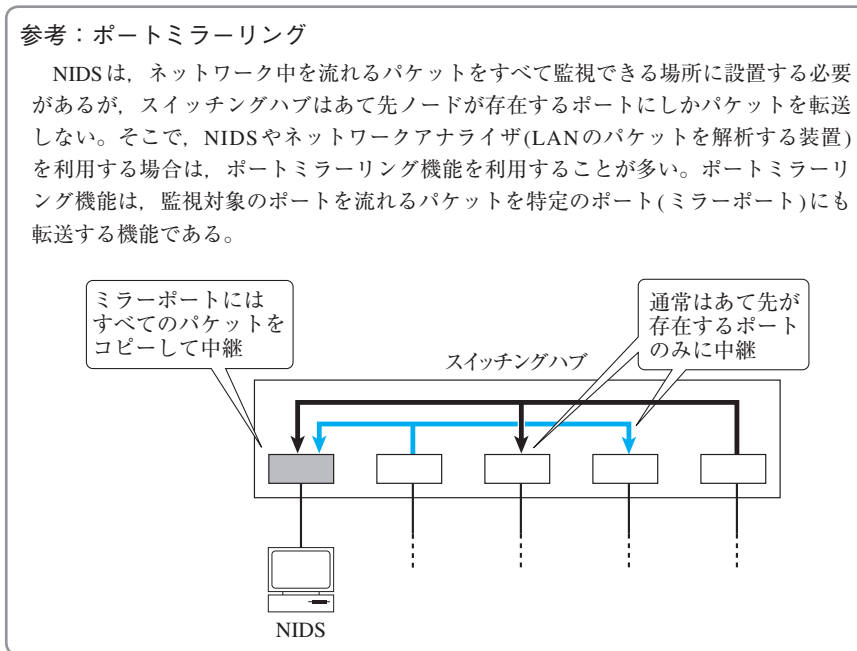 参考：ポートミラーリング
NIDSは，ネットワーク中を流れるパケットをすべて監視できる場所に設置する必要
があるが，スイッチングハブはあて先ノードが存在するポートにしかパケットを転送
しない。そこで，NIDSやネットワークアナライザ(LANのパケットを解析する装置)
を利用する場合は，ポートミラーリング機能を利用することが多い。ポートミラーリ
ング機能は，監視対象のポートを流れるパケットを特定のポート(ミラーポート)にも
転送する機能である。
ミラーポートには
すべてのパケットを
コピーして中継
通常はあて先が
存在するポート
のみに中継
スイッチングハブ
NIDS